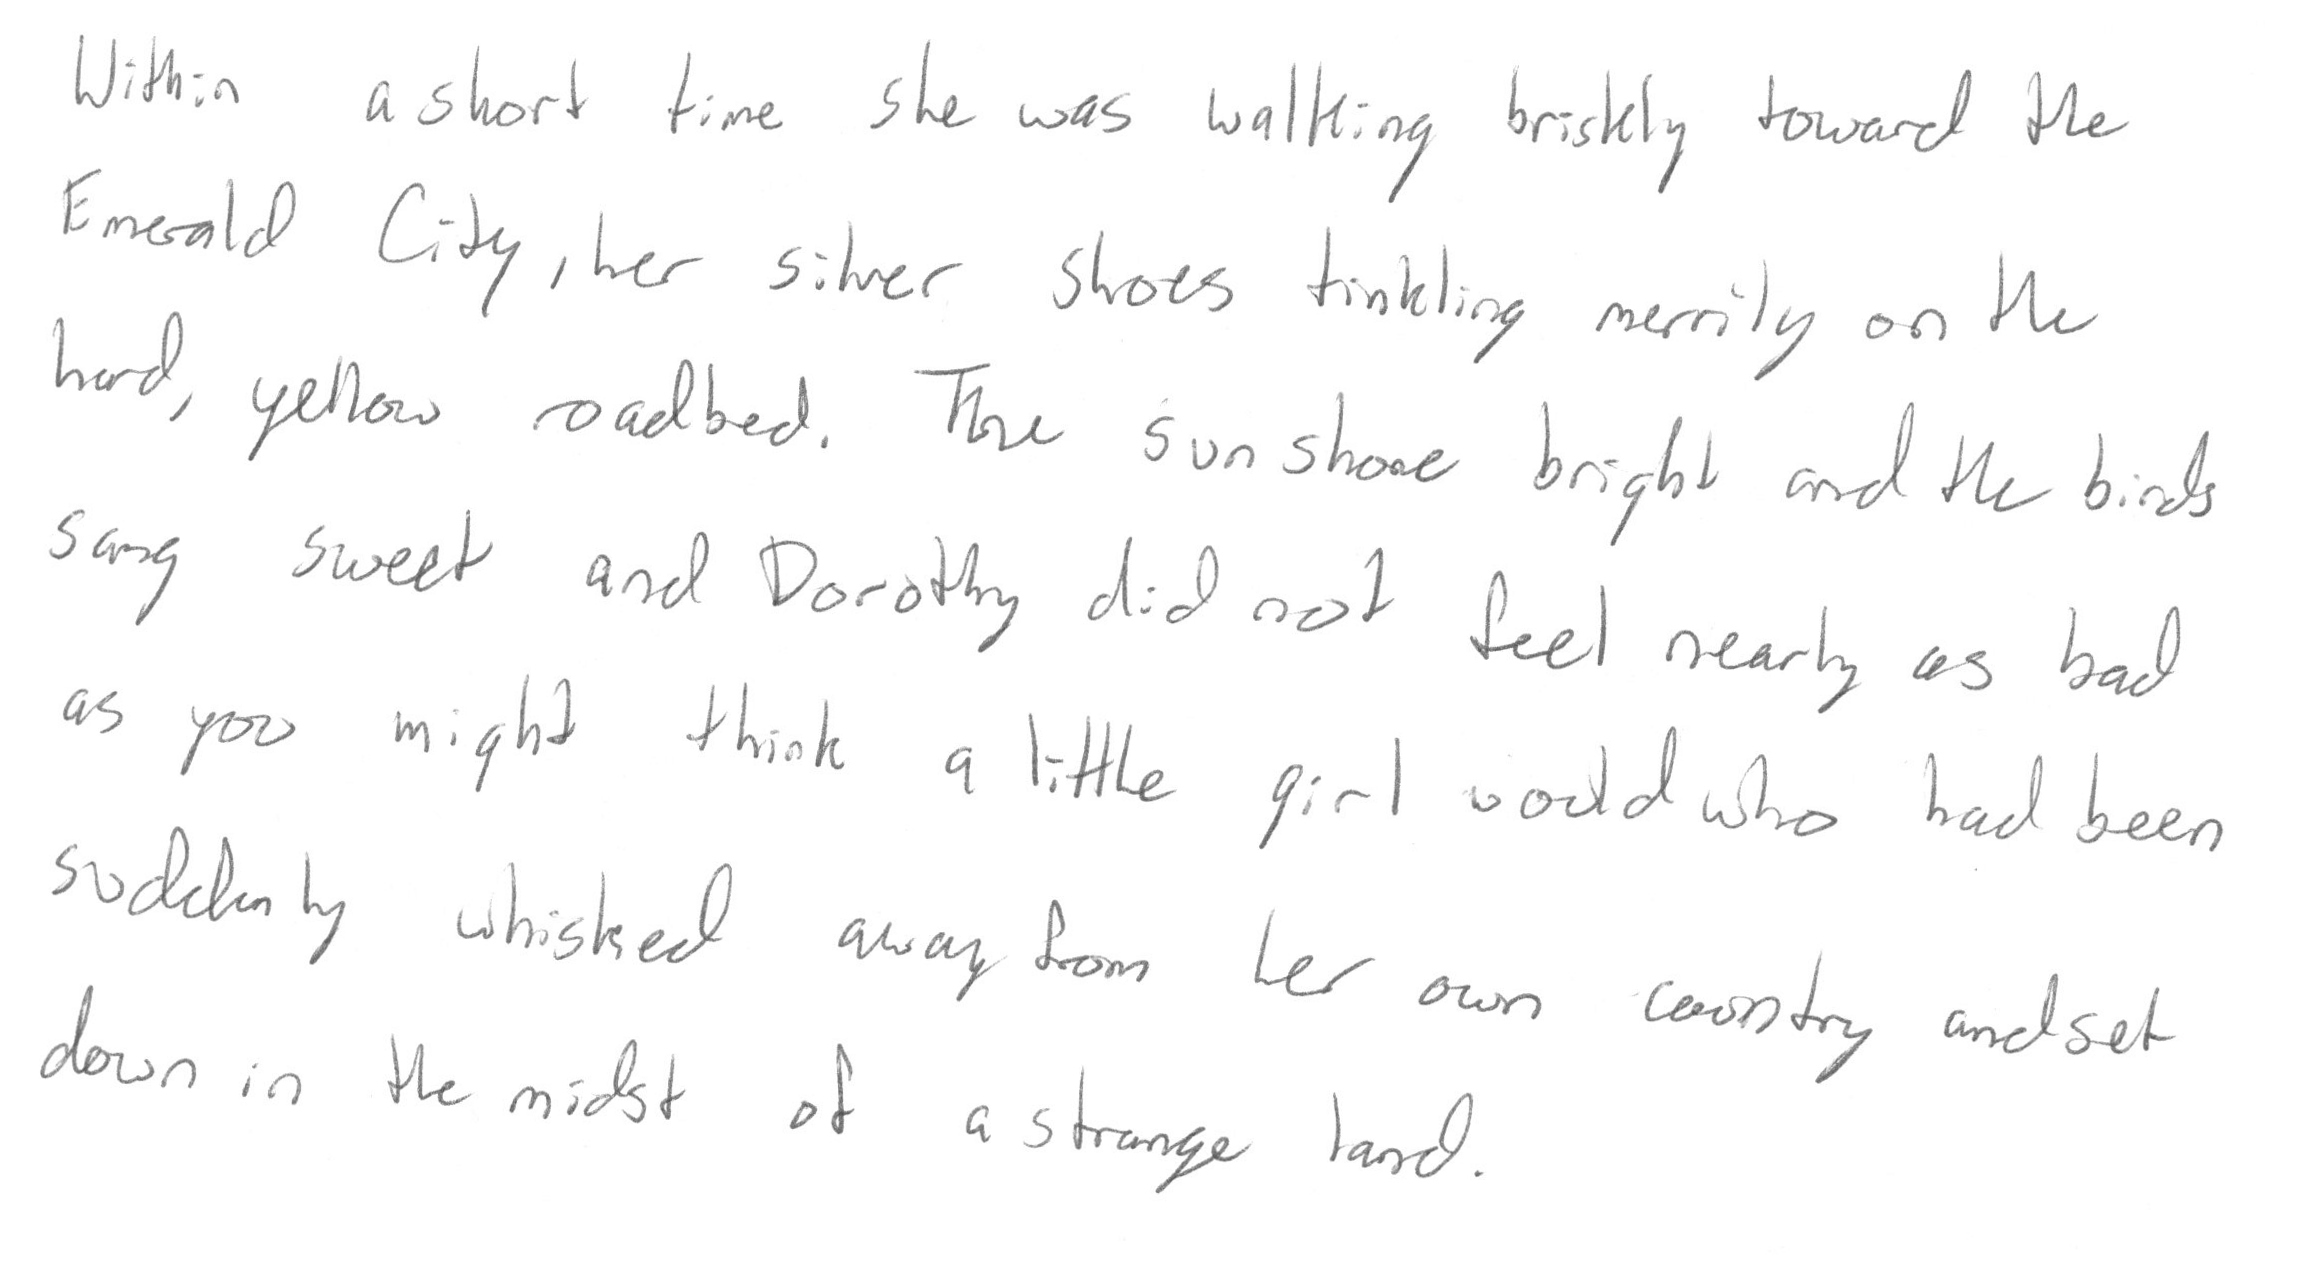 Within a short time she was walking briskly toward the
Emerald City, her silver shoes tinkling merrily on the
hard, yellow roadbed. The sun shone bright and the birds
sang sweet and Dorothy did not feel nearly as bad
as you might think a little girl would who had been
suddenly whisked away from her own country and set
down in the midst of a strange land.